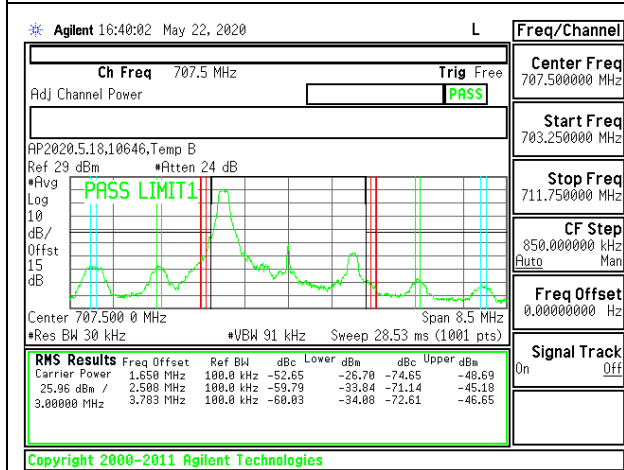 Agilent 16:40:02 May 22, 2020 L
Ch Freq 707.5 MHz Trig Free
Adj Channel Power PASS
AP2020.5.18,10646,Temp B
Ref 29 dBm #Atten 24 dB
#Avg
Log
10
dB/
Offst
15
dB
PASS LIMIT1
Center 707.500 0 MHz Span 8.5 MHz
#Res BW 30 kHz #VBW 91 kHz Sweep 28.53 ms (1001 pts)
RMS Results Freq Offset Ref BW dBc Lower dBm dBc Upper dBm
Carrier Power 1.650 MHz 100.0 kHz -52.65 -26.70 -74.65 -48.69
25.96 dBm / 2.508 MHz 100.0 kHz -59.79 -33.84 -71.14 -45.18
3.00000 MHz 3.783 MHz 100.0 kHz -60.03 -34.08 -72.61 -46.65
Copyright 2000-2011 Agilent Technologies
Freq/Channel
Center Freq
707.500000 MHz
Start Freq
703.250000 MHz
Stop Freq
711.750000 MHz
CF Step
850.000000 kHz
Auto Man
Freq Offset
0.00000000 Hz
Signal Track
On Off